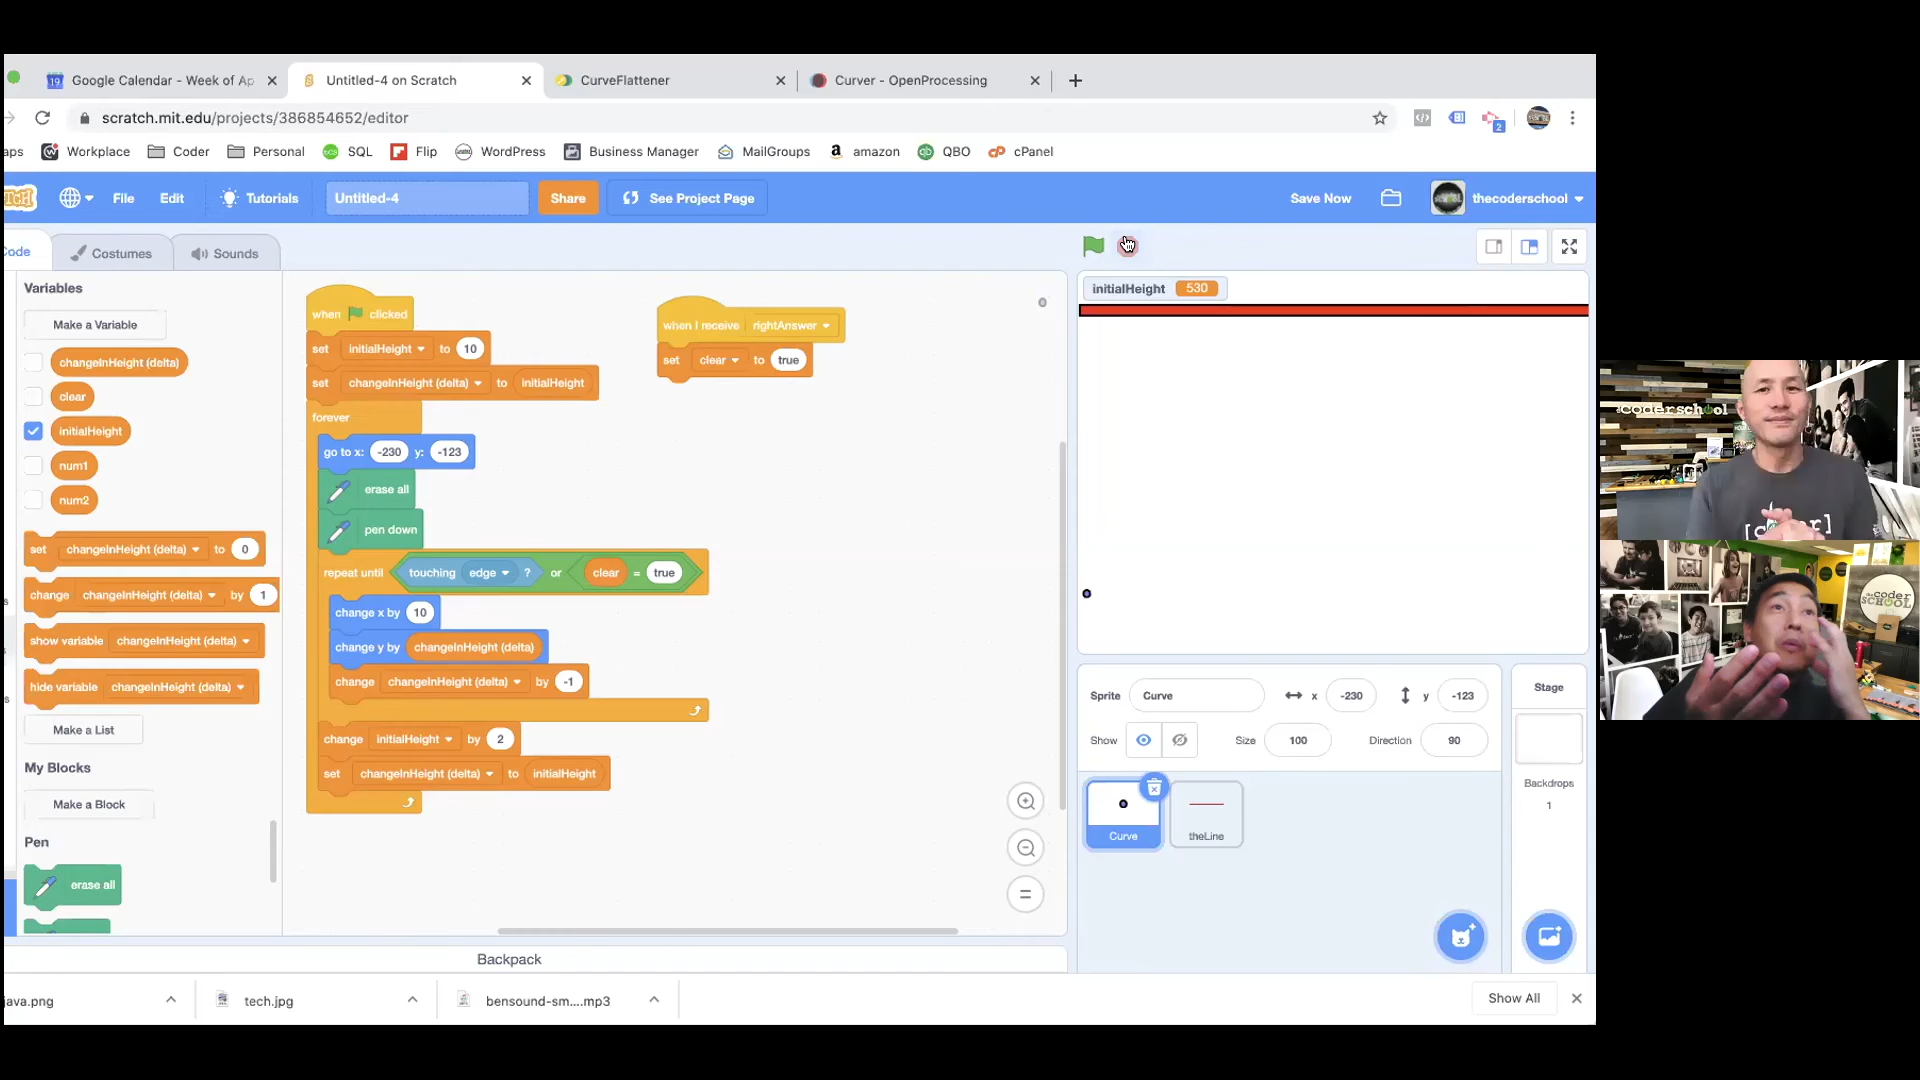 Google Calendar - Week of Ap
Untitled-4 on Scratch
CurveFlattener
Curver - OpenProcessing
scratch.mit.edu/projects/386854652/editor
2
aps
Workplace
Coder
Personal
SQL
Flip
WordPress
Business Manager
MailGroups
amazon
QBO
cPanel
File
Edit
Tutorials
Untitled-4
Share
See Project Page
Save Now
thecoderschool
Code
Costumes
Sounds
Variables
Make a Variable
changeInHeight (delta)
clear
initialHeight
num1
num2
set changeInHeight (delta) to 0
change changeInHeight (delta) by 1
show variable changeInHeight (delta)
hide variable changeInHeight (delta)
Make a List
My Blocks
Make a Block
Pen
erase all
when clicked
set initialHeight to 10
set changeInHeight (delta) to initialHeight
forever
go to x: -230 y: -123
erase all
pen down
repeat until touching edge ? or clear = true
change x by 10
change y by changeInHeight (delta)
change changeInHeight (delta) by -1
change initialHeight by 2
set changeInHeight (delta) to initialHeight
when I receive rightAnswer
set clear to true
initialHeight 530
Sprite Curve x -230 y -123
Show Size 100 Direction 90
Curve
theLine
Stage
Backdrops
1
Backpack
java.png
tech.jpg
bensound-sm....mp3
Show All
thecoderschool
[coder]
the
coder
SCHOOL